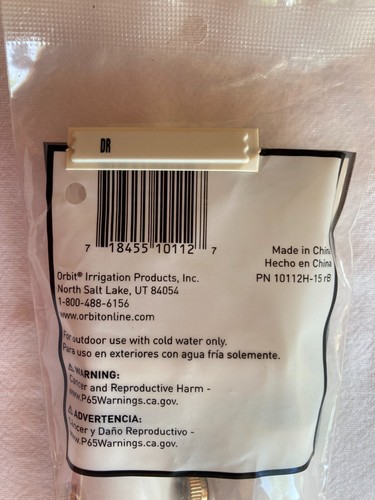 DR
7 18455 10112 7
Made in China
Hecho en China
PN 10112H-15 rB
Orbit® Irrigation Products, Inc.
North Salt Lake, UT 84054
1-800-488-6156
www.orbitonline.com
For outdoor use with cold water only.
Para uso en exteriores con agua fría solemente.
⚠WARNING:
Cancer and Reproductive Harm -
www.P65Warnings.ca.gov.
⚠ADVERTENCIA:
Cáncer y Daño Reproductivo -
www.P65Warnings.ca.gov.